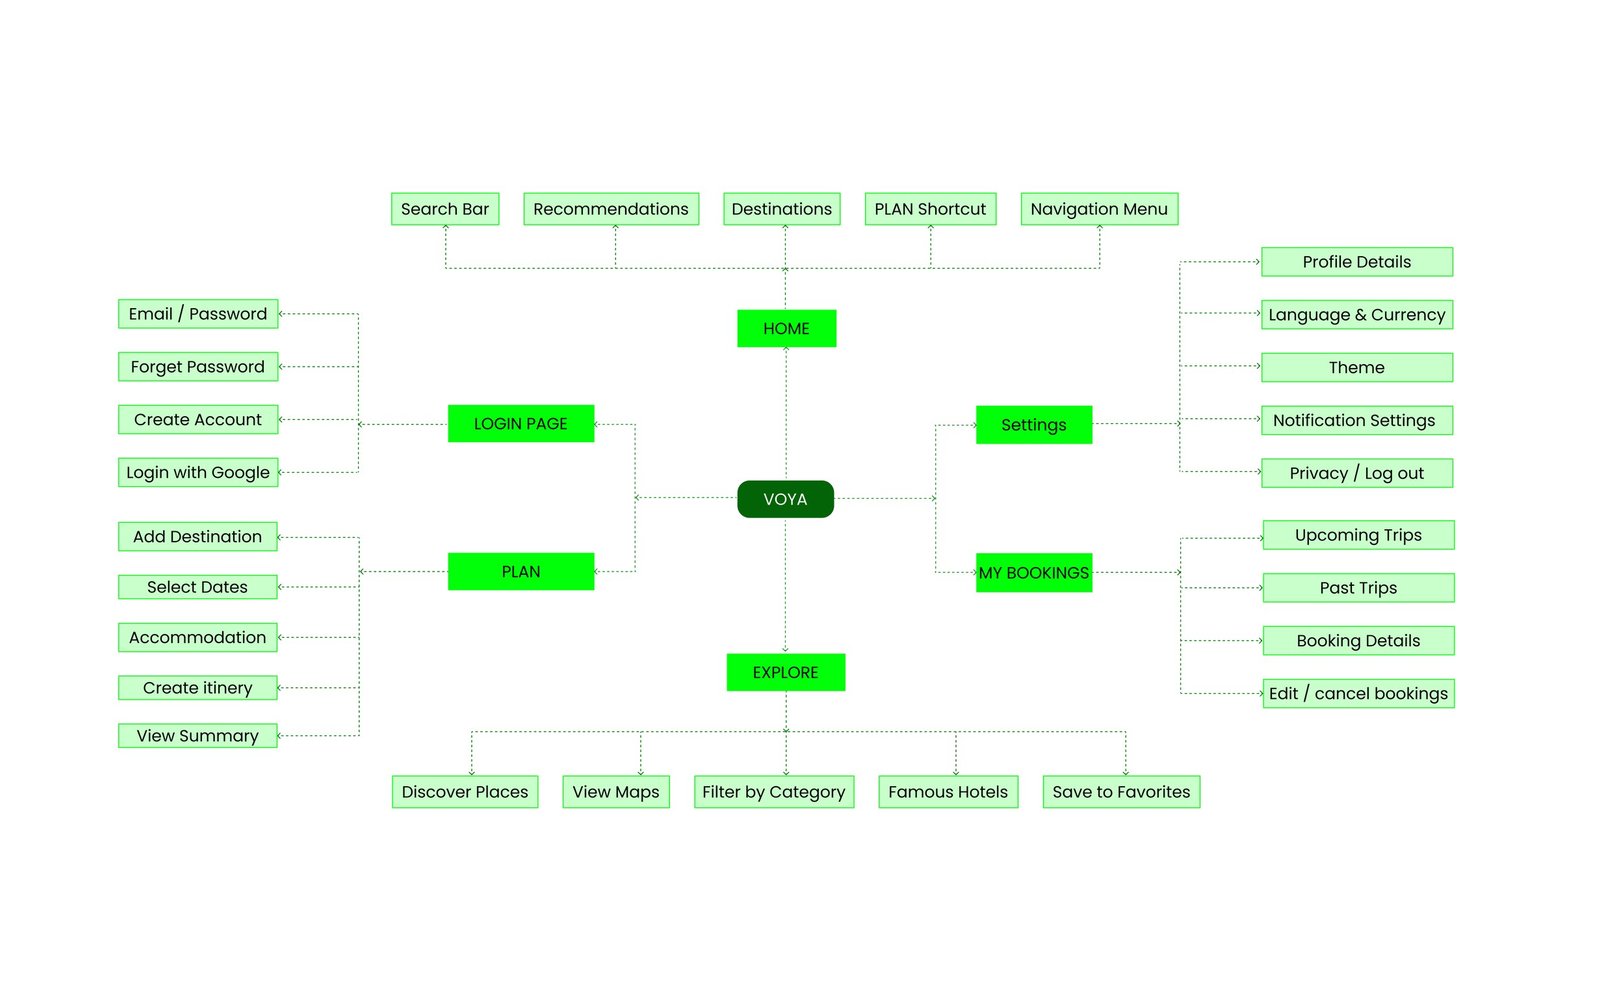 Search Bar
Recommendations
Destinations
PLAN Shortcut
Navigation Menu
HOME
Email / Password
Forget Password
Create Account
Login with Google
LOGIN PAGE
Profile Details
Language & Currency
Theme
Notification Settings
Privacy / Log out
Settings
VOYA
Add Destination
Select Dates
Accommodation
Create itinery
View Summary
PLAN
MY BOOKINGS
Upcoming Trips
Past Trips
Booking Details
Edit / cancel bookings
EXPLORE
Discover Places
View Maps
Filter by Category
Famous Hotels
Save to Favorites